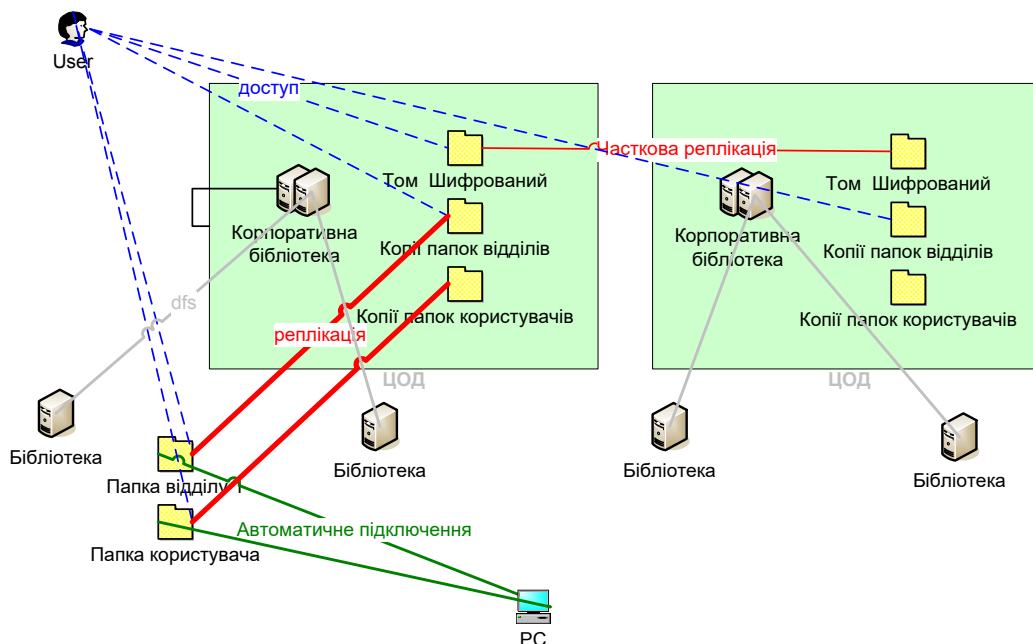 User
доступ
Часткова реплікація
Том Шифрований
Том Шифрований
Корпоративна
бібліотека
Копії папок відділів
Корпоративна
бібліотека
Копії папок відділів
dfs
Копії папок користувачів
Копії папок користувачів
реплікація
ЦОД
ЦОД
Бібліотека
Бібліотека
Бібліотека
Бібліотека
Папка відділу 1
Автоматичне підключення
Папка користувача
PC